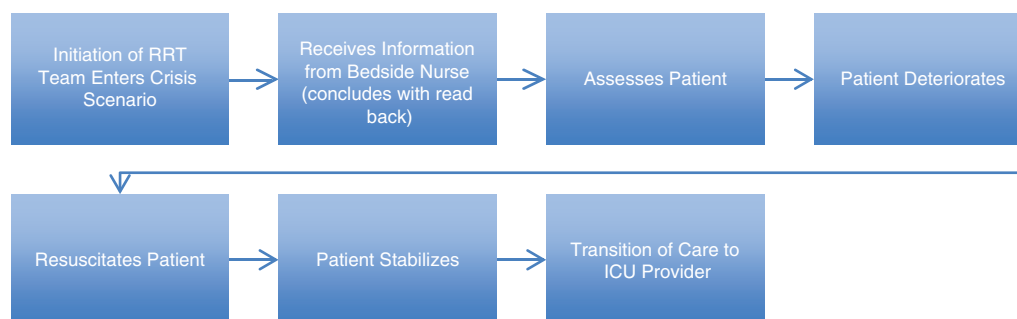 Initiation of RRT
Team Enters Crisis
Scenario
Receives Information
from Bedside Nurse
(concludes with read
back)
Assesses Patient
Patient Deteriorates
Resuscitates Patient
Patient Stabilizes
Transition of Care to
ICU Provider